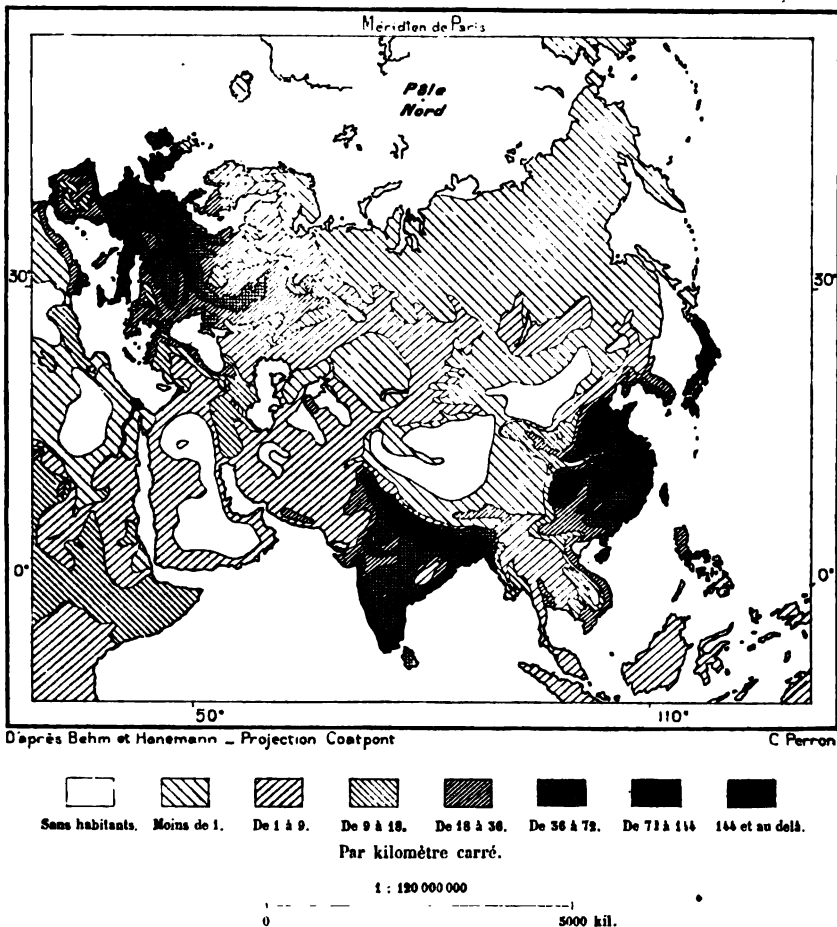 Méridien de Paris
Pôle
Nord
30° 30°
0° 0°
50° 110°
D'après Behm et Hanemann _ Projection Coatpont C Perron
Sans habitants. Moins de 1. De 1 à 9. De 9 à 18. De 18 à 36. De 36 à 72. De 72 à 144 144 et au delà.
Par kilomètre carré.
1 : 120 000 000
0 5000 kil.